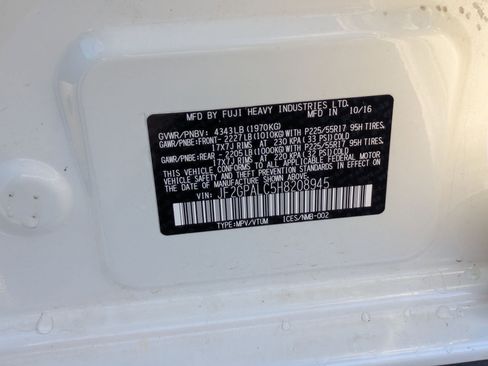 MFD BY FUJI HEAVY INDUSTRIES LTD.
MFD IN 10/16
GVWR/PNBV: 4343LB(1970KG)
GAWR/PNBE:FRONT- 2227LB(1010KG)WITH P225/55R17 95H TIRES,
17X7J RIMS AT 230 KPA( 33 PSI)COLD
GAWR/PNBE:REAR - 2205LB(1000KG)WITH P225/55R17 95H TIRES,
17X7J RIMS AT 220 KPA( 32 PSI)COLD
THIS VEHICLE CONFORMS TO ALL APPLICABLE FEDERAL MOTOR
VEHICLE SAFETY AND THEFT PREVENTION STANDARDS IN EFFECT
ON THE DATE OF MANUFACTURE SHOWN ABOVE.
VIN: JF2GPALC5H8208945
TYPE:MPV/VTUM ICES/NMB-002